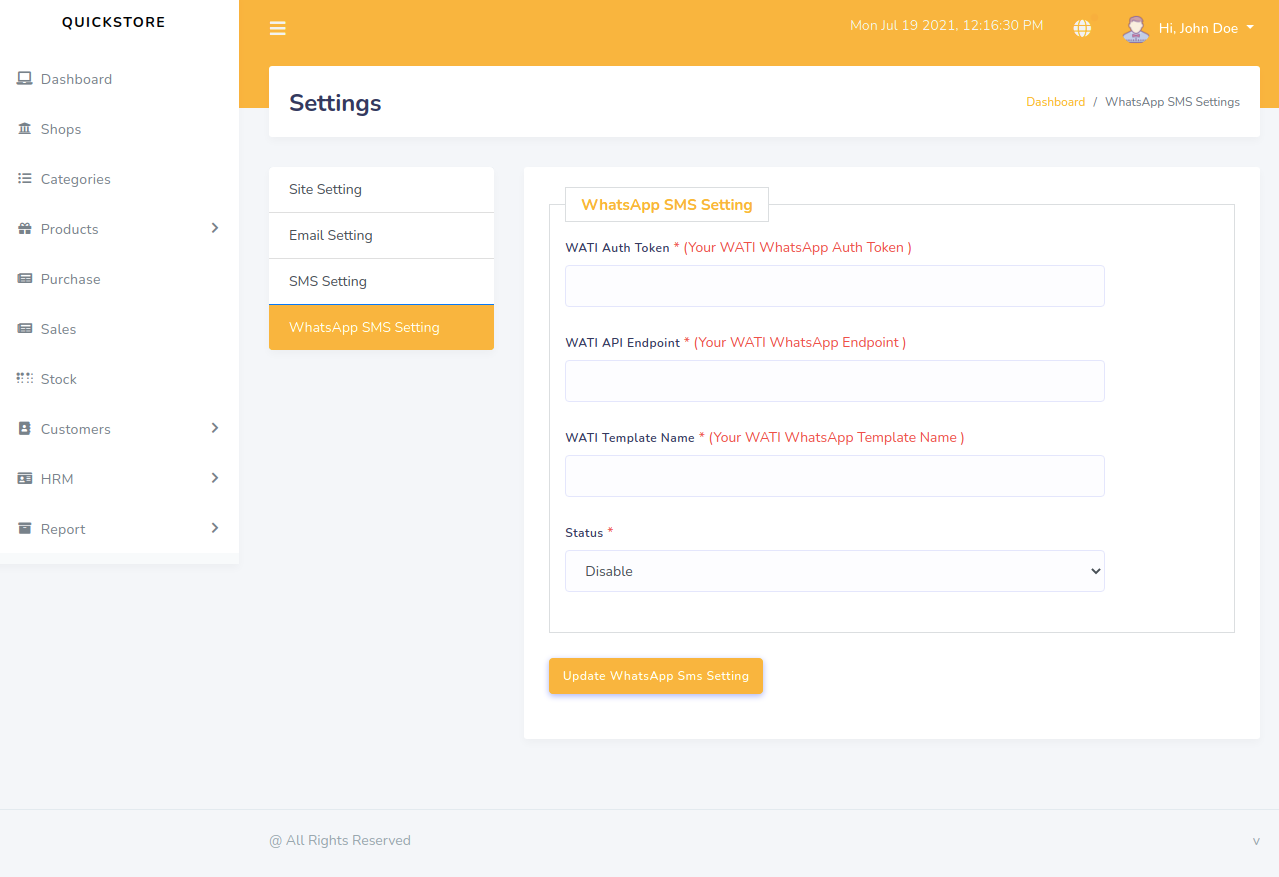 QUICKSTORE
Mon Jul 19 2021, 12:16:30 PM
Hi, John Doe
Dashboard
Shops
Categories
Products
Purchase
Sales
Stock
Customers
HRM
Report
Settings
Dashboard / WhatsApp SMS Settings
Site Setting
Email Setting
SMS Setting
WhatsApp SMS Setting
WhatsApp SMS Setting
WATI Auth Token * (Your WATI WhatsApp Auth Token )
WATI API Endpoint * (Your WATI WhatsApp Endpoint )
WATI Template Name * (Your WATI WhatsApp Template Name )
Status *
Disable
Update WhatsApp Sms Setting
@ All Rights Reserved
v